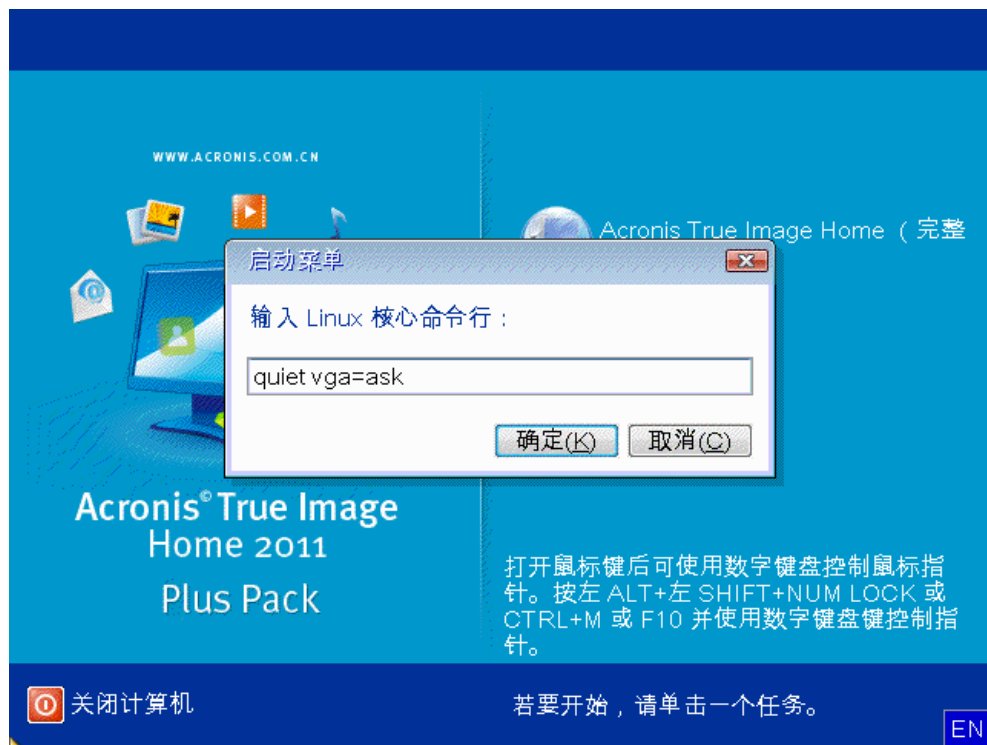 WWW.ACRONIS.COM.CN
Acronis True Image Home （完整
启动菜单
输入 Linux 核心命令行：
quiet vga=ask
确定(K)
取消(C)
Acronis© True Image
Home 2011
Plus Pack
打开鼠标键后可使用数字键盘控制鼠标指
针。按左 ALT+左 SHIFT+NUM LOCK 或
CTRL+M 或 F10 并使用数字键盘键控制指
针。
关闭计算机
若要开始，请单击一个任务。
EN